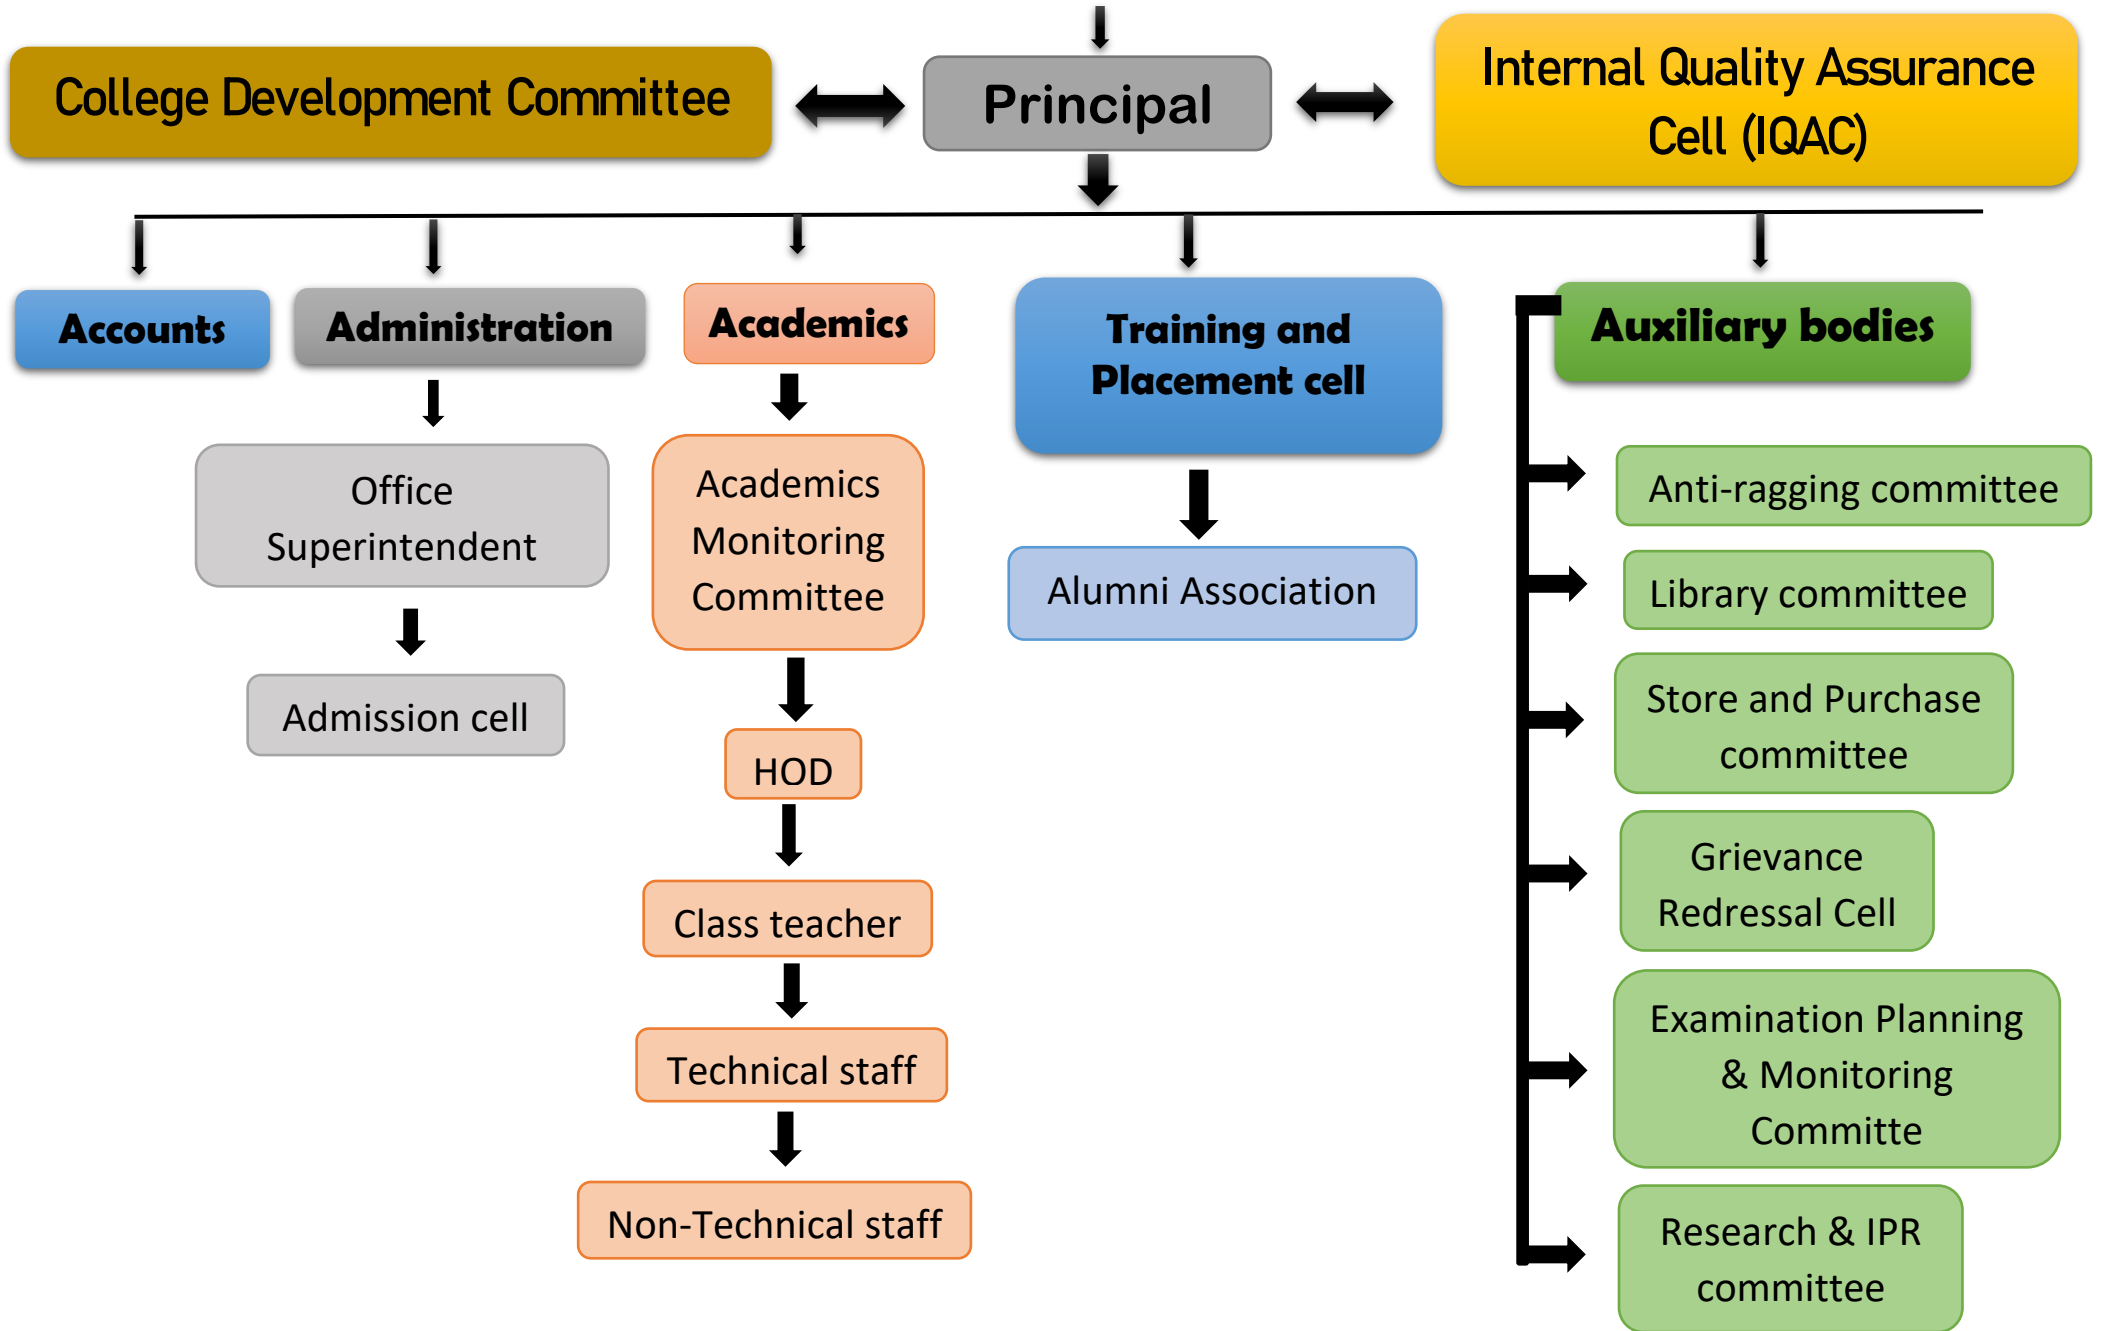 College Development Committee
Principal
Internal Quality Assurance
Cell (IQAC)
Accounts
Administration
Academics
Training and
Placement cell
Auxiliary bodies
Office
Superintendent
Admission cell
Academics
Monitoring
Committee
HOD
Class teacher
Technical staff
Non-Technical staff
Alumni Association
Anti-ragging committee
Library committee
Store and Purchase
committee
Grievance
Redressal Cell
Examination Planning
& Monitoring
Committe
Research & IPR
committee